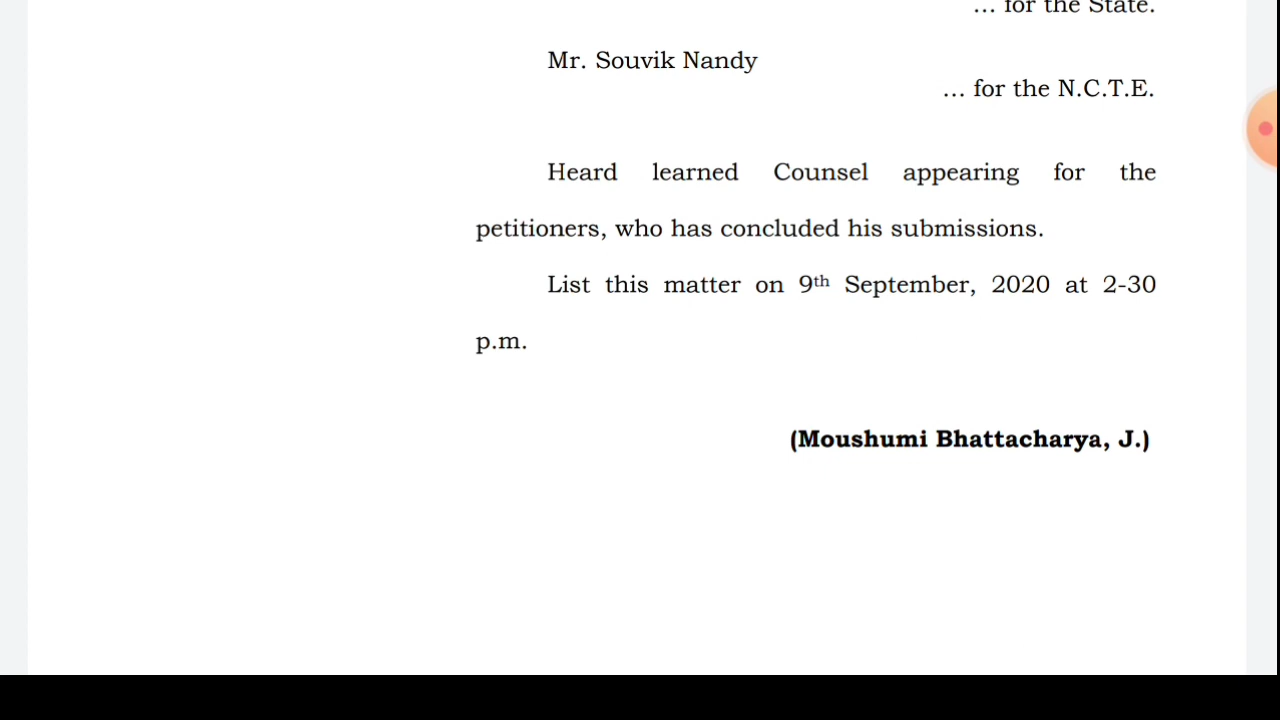 ... for the State.
Mr. Souvik Nandy
... for the N.C.T.E.
Heard learned Counsel appearing for the
petitioners, who has concluded his submissions.
List this matter on 9th September, 2020 at 2-30
p.m.
(Moushumi Bhattacharya, J.)